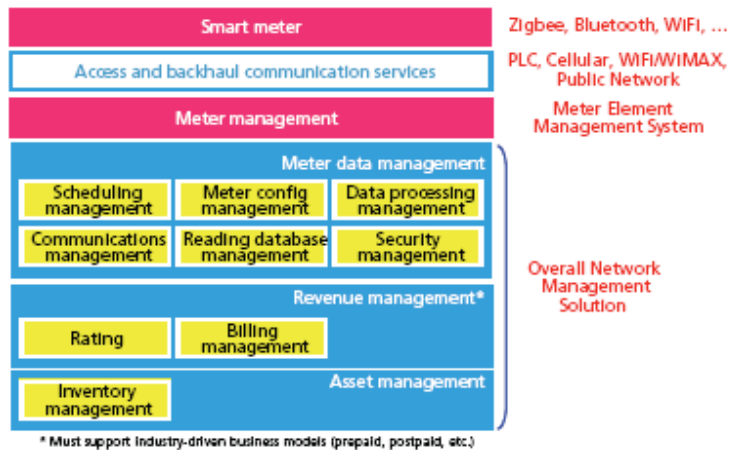 Smart meter
Zigbee, Bluetooth, WiFi, ...
Access and backhaul communication services
PLC, Cellular, WiFi/WiMAX,
Public Network
Meter management
Meter Element
Management System
Meter data management
Scheduling
management
Meter config
management
Data processing
management
Communications
management
Reading database
management
Security
management
Overall Network
Management
Solution
Revenue management*
Rating
Billing
management
Asset management
Inventory
management
* Must support industry-driven business models (prepaid, postpaid, etc.)